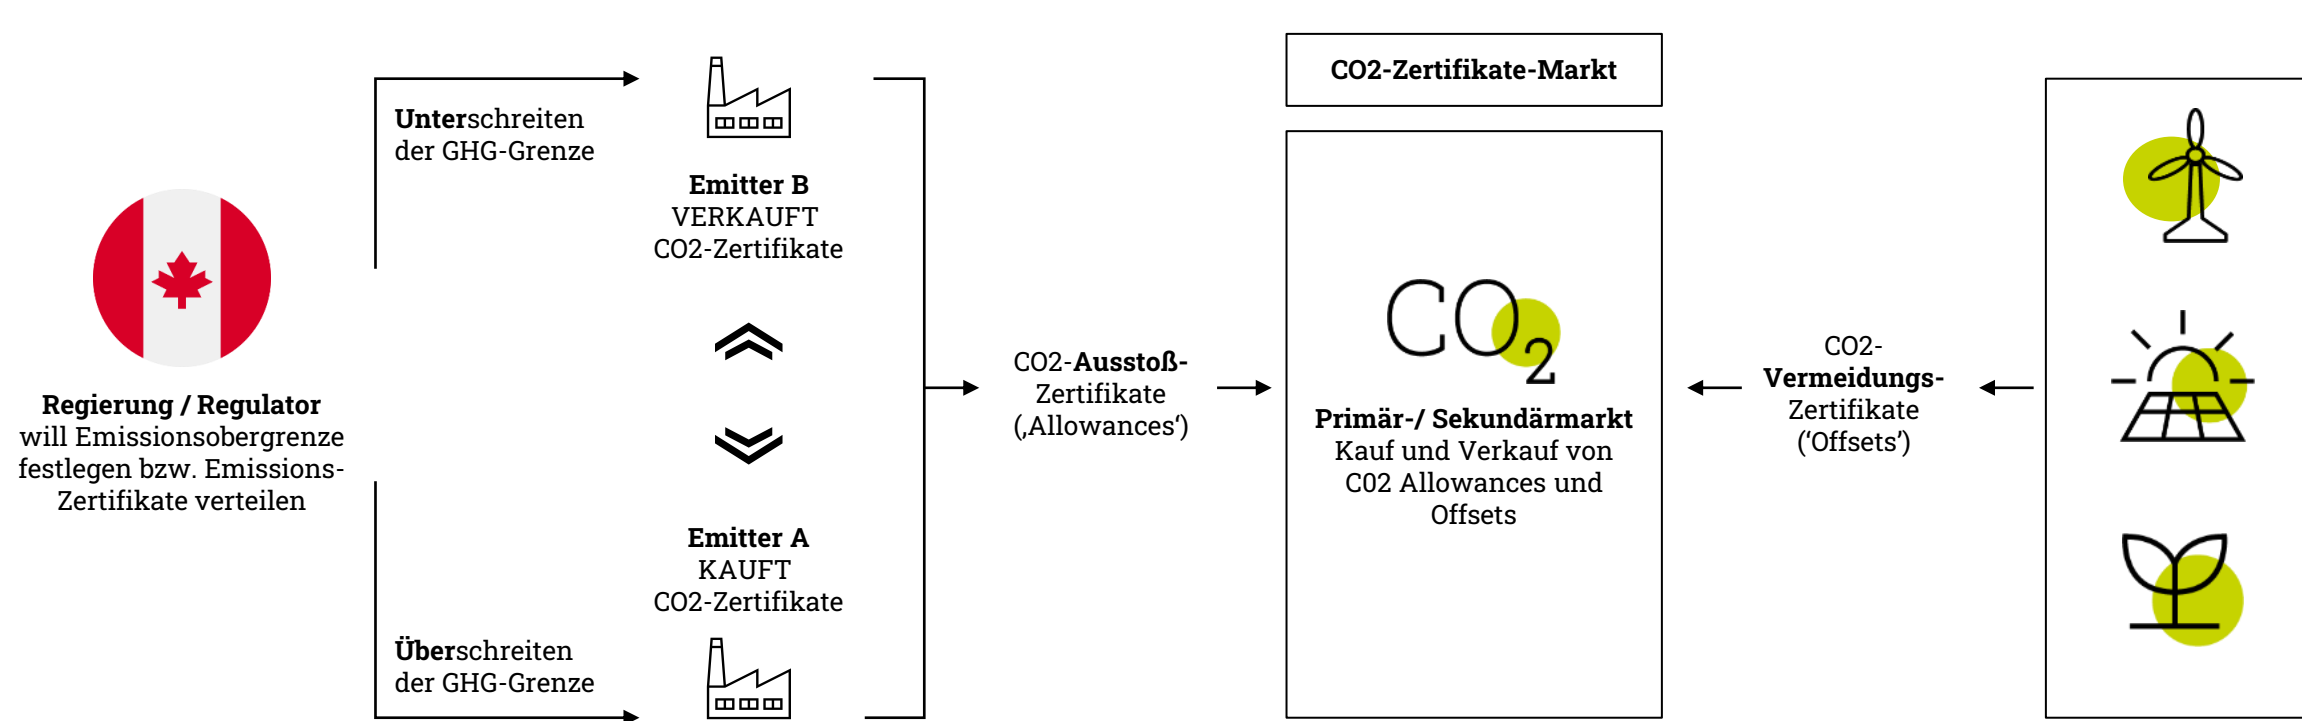 Regierung / Regulator
will Emissionsobergrenze
festlegen bzw. Emissions-
Zertifikate verteilen
Unterschreiten
der GHG-Grenze
Emitter B
VERKAUFT
CO2-Zertifikate
Emitter A
KAUFT
CO2-Zertifikate
Überschreiten
der GHG-Grenze
CO2-Ausstoß-
Zertifikate
(‚Allowances‘)
CO2-Zertifikate-Markt
CO2
Primär-/ Sekundärmarkt
Kauf und Verkauf von
C02 Allowances und
Offsets
CO2-
Vermeidungs-
Zertifikate
(‘Offsets’)